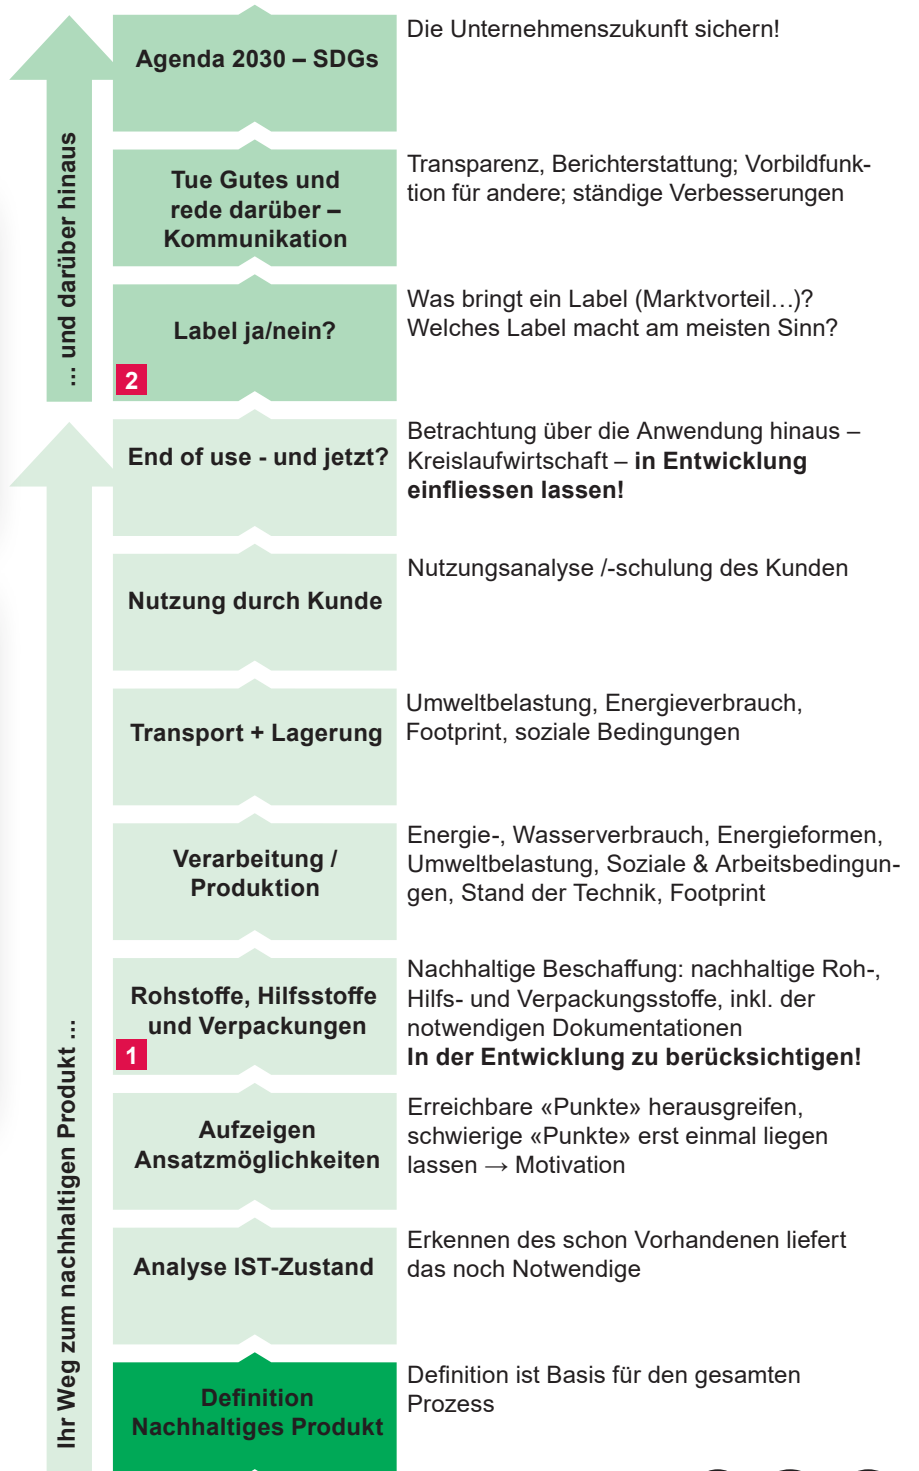 Agenda 2030 – SDGs
Die Unternehmenszukunft sichern!
Tue Gutes und
rede darüber –
Kommunikation
Transparenz, Berichterstattung; Vorbildfunk-
tion für andere; ständige Verbesserungen
Label ja/nein?
2
Was bringt ein Label (Marktvorteil…)?
Welches Label macht am meisten Sinn?
… und darüber hinaus
End of use - und jetzt?
Betrachtung über die Anwendung hinaus –
Kreislaufwirtschaft – in Entwicklung
einfliessen lassen!
Nutzung durch Kunde
Nutzungsanalyse /-schulung des Kunden
Transport + Lagerung
Umweltbelastung, Energieverbrauch,
Footprint, soziale Bedingungen
Verarbeitung /
Produktion
Energie-, Wasserverbrauch, Energieformen,
Umweltbelastung, Soziale & Arbeitsbedingun-
gen, Stand der Technik, Footprint
Rohstoffe, Hilfsstoffe
und Verpackungen
1
Nachhaltige Beschaffung: nachhaltige Roh-,
Hilfs- und Verpackungsstoffe, inkl. der
notwendigen Dokumentationen
In der Entwicklung zu berücksichtigen!
Aufzeigen
Ansatzmöglichkeiten
Erreichbare «Punkte» herausgreifen,
schwierige «Punkte» erst einmal liegen
lassen → Motivation
Analyse IST-Zustand
Erkennen des schon Vorhandenen liefert
das noch Notwendige
Definition
Nachhaltiges Produkt
Definition ist Basis für den gesamten
Prozess
Ihr Weg zum nachhaltigen Produkt …